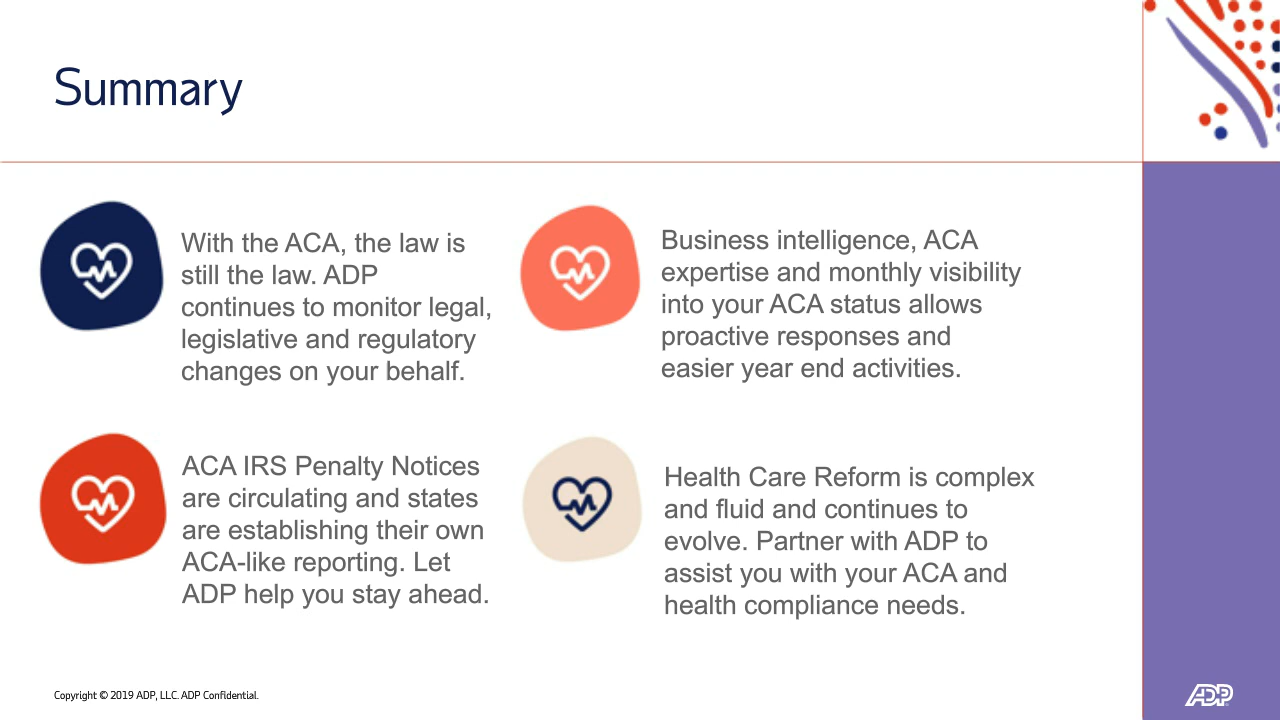 Summary
With the ACA, the law is
still the law. ADP
continues to monitor legal,
legislative and regulatory
changes on your behalf.
Business intelligence, ACA
expertise and monthly visibility
into your ACA status allows
proactive responses and
easier year end activities.
ACA IRS Penalty Notices
are circulating and states
are establishing their own
ACA-like reporting. Let
ADP help you stay ahead.
Health Care Reform is complex
and fluid and continues to
evolve. Partner with ADP to
assist you with your ACA and
health compliance needs.
Copyright © 2019 ADP, LLC. ADP Confidential.
ADP